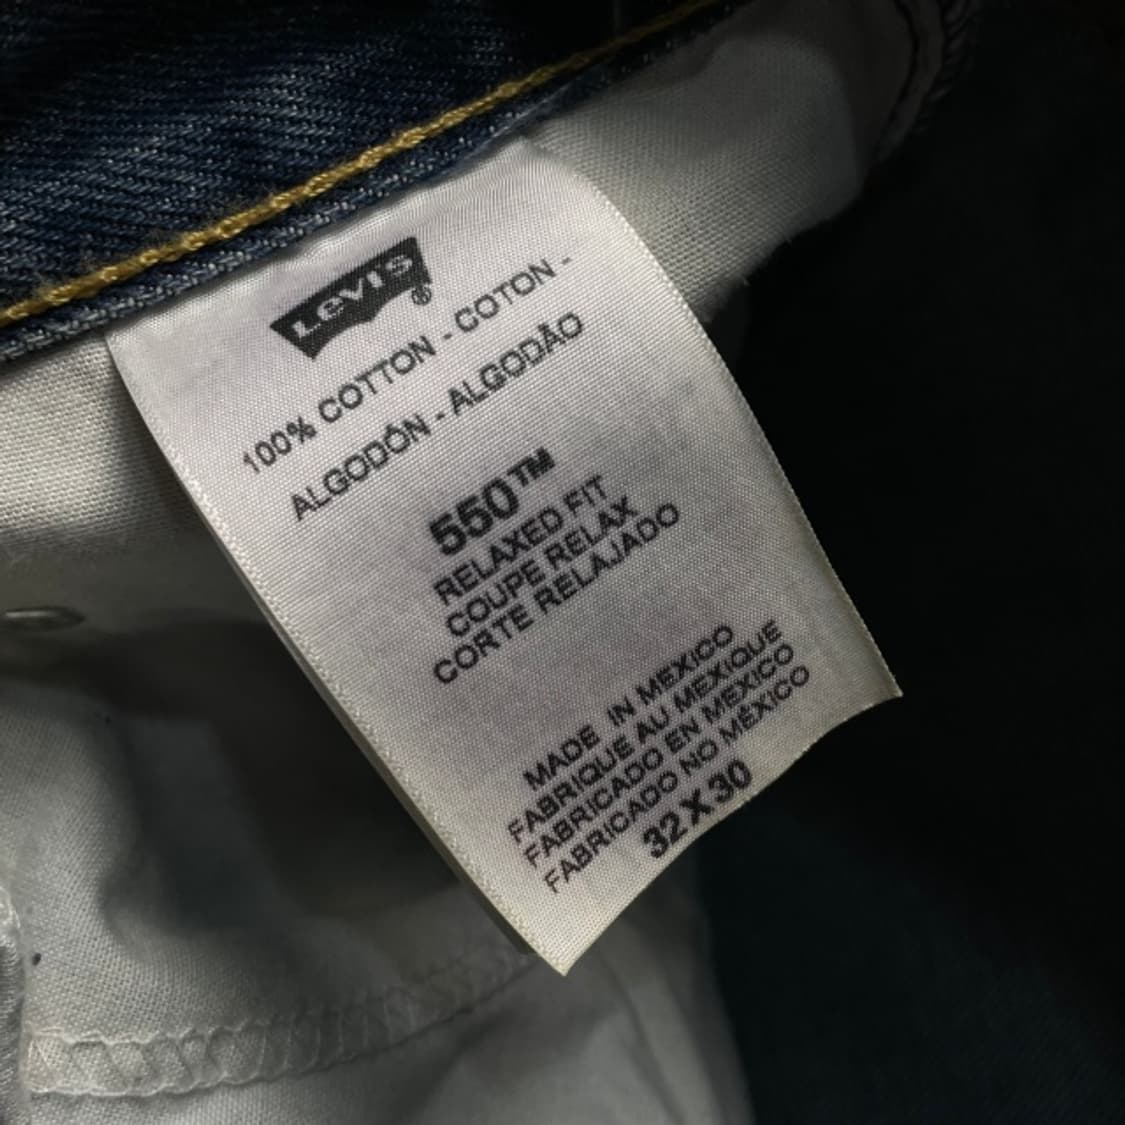 Levi's®
100% COTTON - COTON -
ALGODÓN - ALGODÃO
550™
RELAXED FIT
COUPE RELAX
CORTE RELAJADO
MADE IN MEXICO
FABRIQUE AU MEXIQUE
FABRICADO EN MEXICO
FABRICADO NO MÉXICO
32 X 30